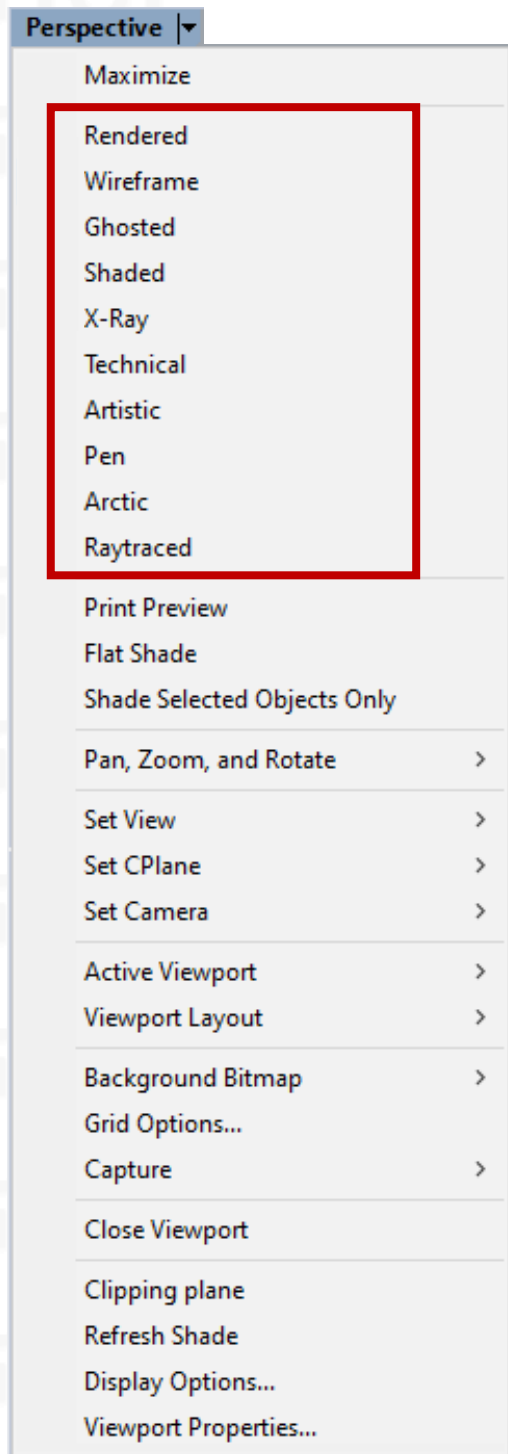 Perspective
Maximize
Rendered
Wireframe
Ghosted
Shaded
X-Ray
Technical
Artistic
Pen
Arctic
Raytraced
Print Preview
Flat Shade
Shade Selected Objects Only
Pan, Zoom, and Rotate
Set View
Set CPlane
Set Camera
Active Viewport
Viewport Layout
Background Bitmap
Grid Options...
Capture
Close Viewport
Clipping plane
Refresh Shade
Display Options...
Viewport Properties...